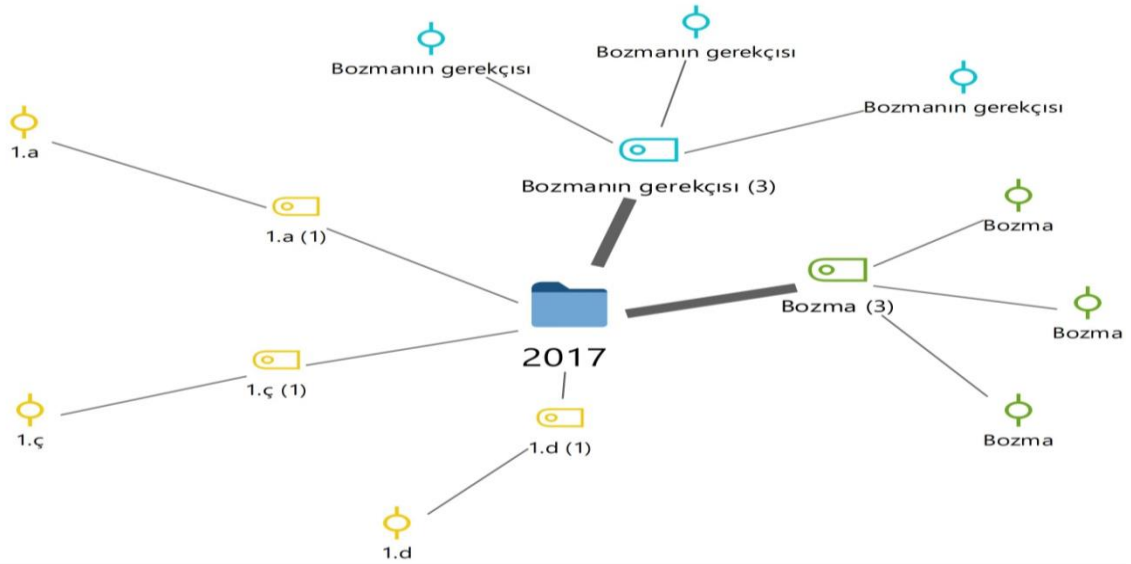 Bozmanın gerekçısı
Bozmanın gerekçısı
Bozmanın gerekçısı
1.a
Bozmanın gerekçısı (3)
Bozma
1.a (1)
Bozma (3)
Bozma
2017
1.ç (1)
1.ç
Bozma
1.d (1)
1.d